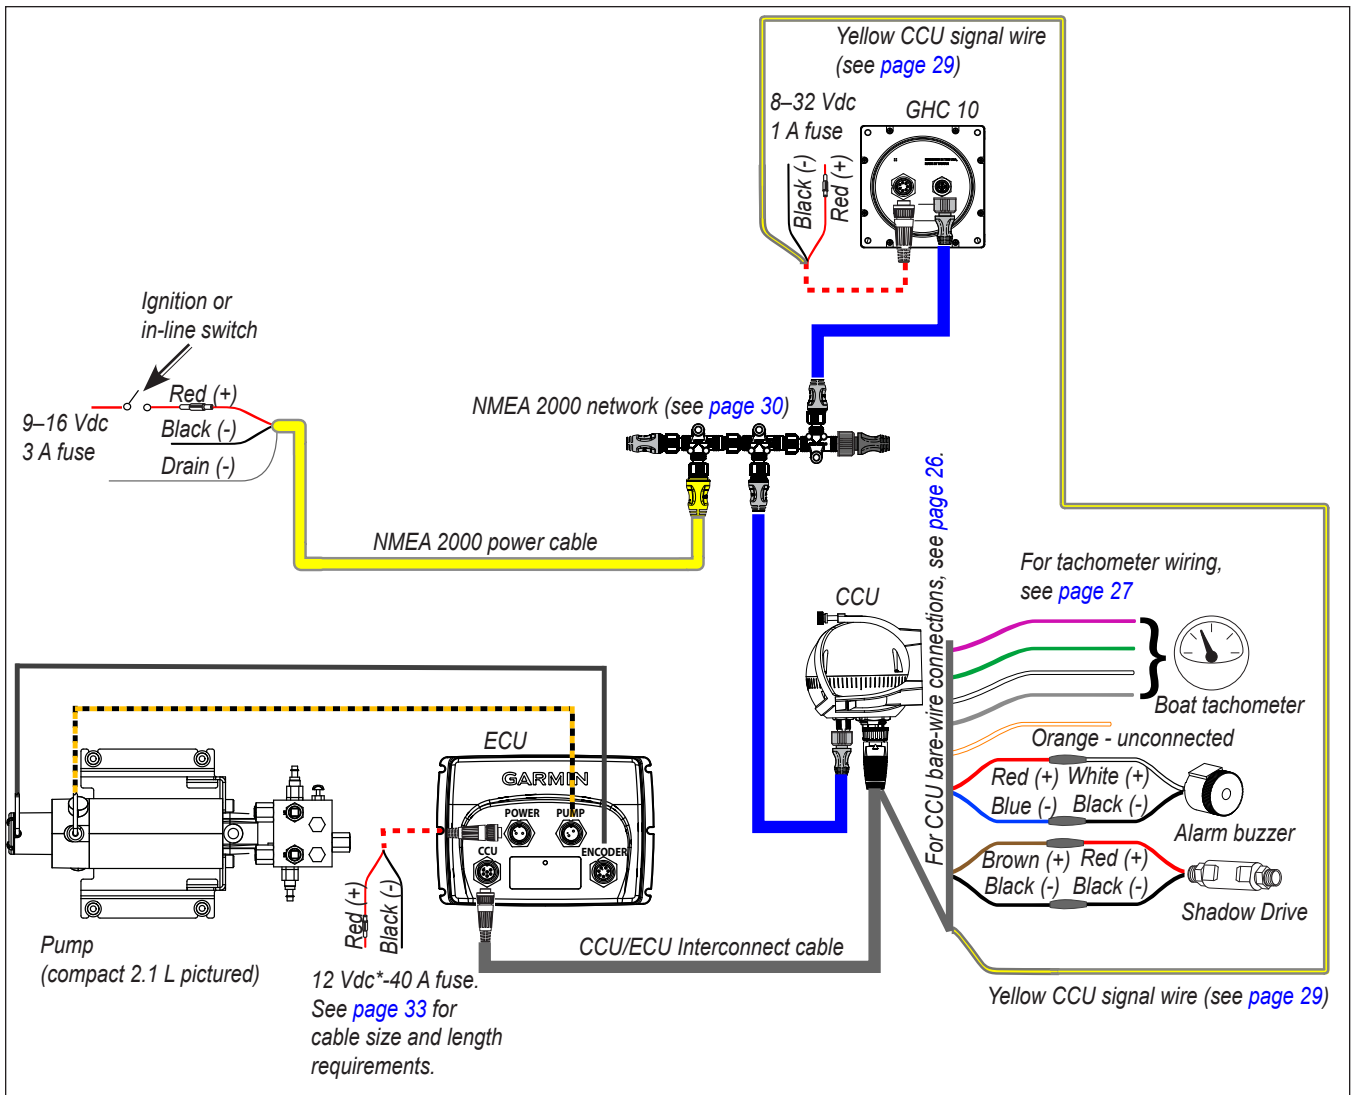 Yellow CCU signal wire
(see page 29)
8–32 Vdc
1 A fuse
GHC 10
Black (-)
Red (+)
Ignition or
in-line switch
Red (+)
9–16 Vdc
3 A fuse
Black (-)
Drain (-)
NMEA 2000 network (see page 30)
NMEA 2000 power cable
For CCU bare-wire connections, see page 26.
For tachometer wiring,
see page 27
CCU
Boat tachometer
Orange - unconnected
Red (+) White (+)
Blue (-) Black (-)
Alarm buzzer
Brown (+) Red (+)
Black (-) Black (-)
Shadow Drive
ECU
GARMIN
POWER PUMP
CCU ENCODER
Red (+)
Black (-)
Pump
(compact 2.1 L pictured)
CCU/ECU Interconnect cable
12 Vdc*-40 A fuse.
See page 33 for
cable size and length
requirements.
Yellow CCU signal wire (see page 29)